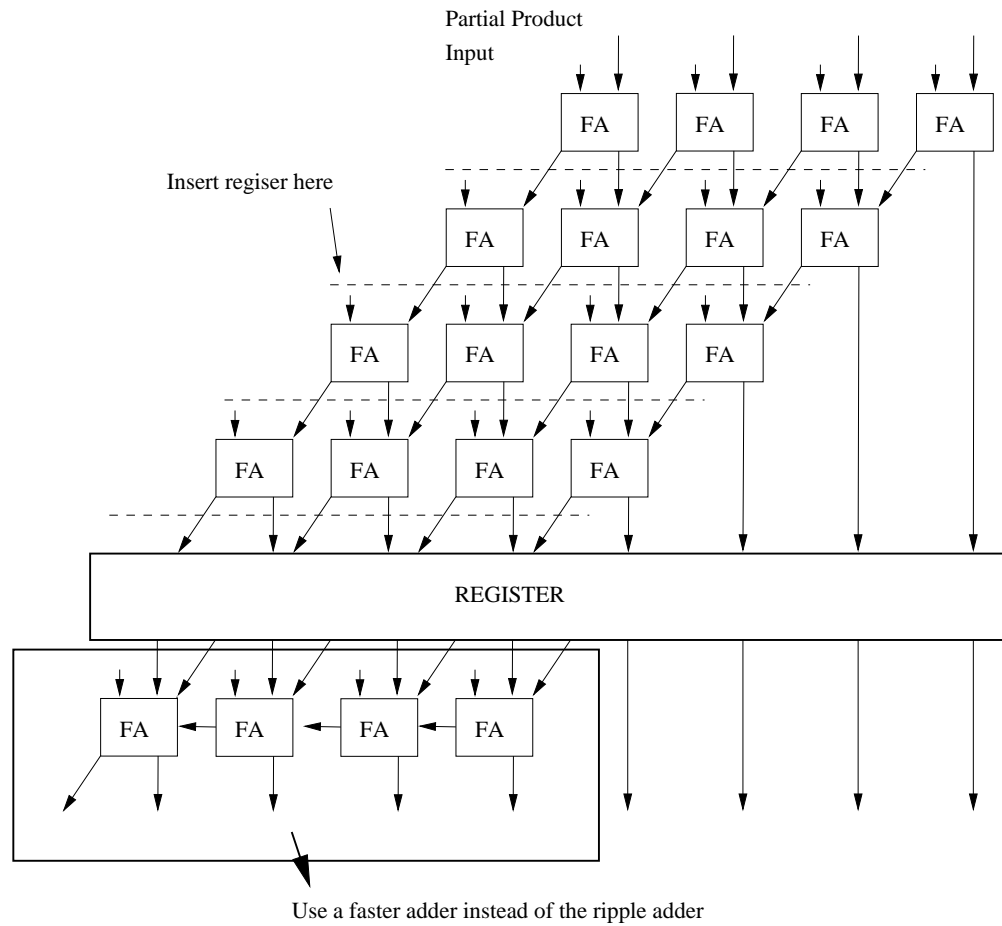 Partial Product
Input
FA FA FA FA
Insert regiser here
FA FA FA FA
FA FA FA FA
FA FA FA FA
REGISTER
FA FA FA FA
Use a faster adder instead of the ripple adder